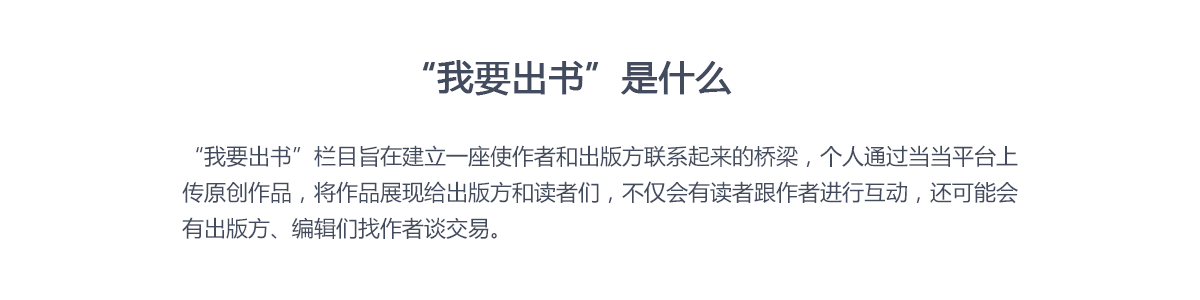 “我要出书”是什么
“我要出书”栏目旨在建立一座使作者和出版方联系起来的桥梁，个人通过当当平台上
传原创作品，将作品展现给出版方和读者们，不仅会有读者跟作者进行互动，还可能会
有出版方、编辑们找作者谈交易。